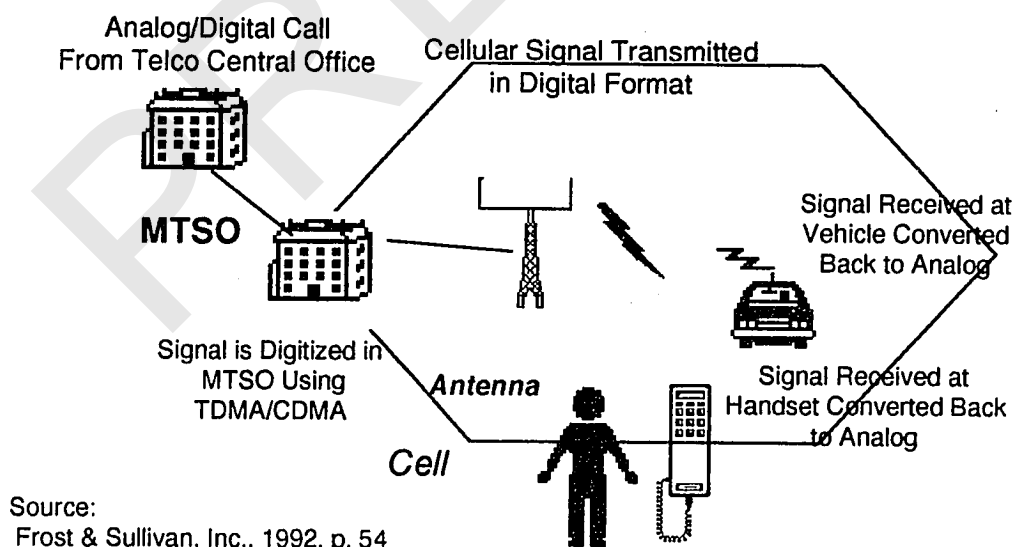 Analog/Digital Call
From Telco Central Office
Cellular Signal Transmitted
in Digital Format
MTSO
Signal Received at
Vehicle Converted
Back to Analog
Signal is Digitized in
MTSO Using
TDMA/CDMA
Antenna
Signal Received at
Handset Converted Back
to Analog
Cell
Source:
Frost & Sullivan, Inc., 1992, p. 54